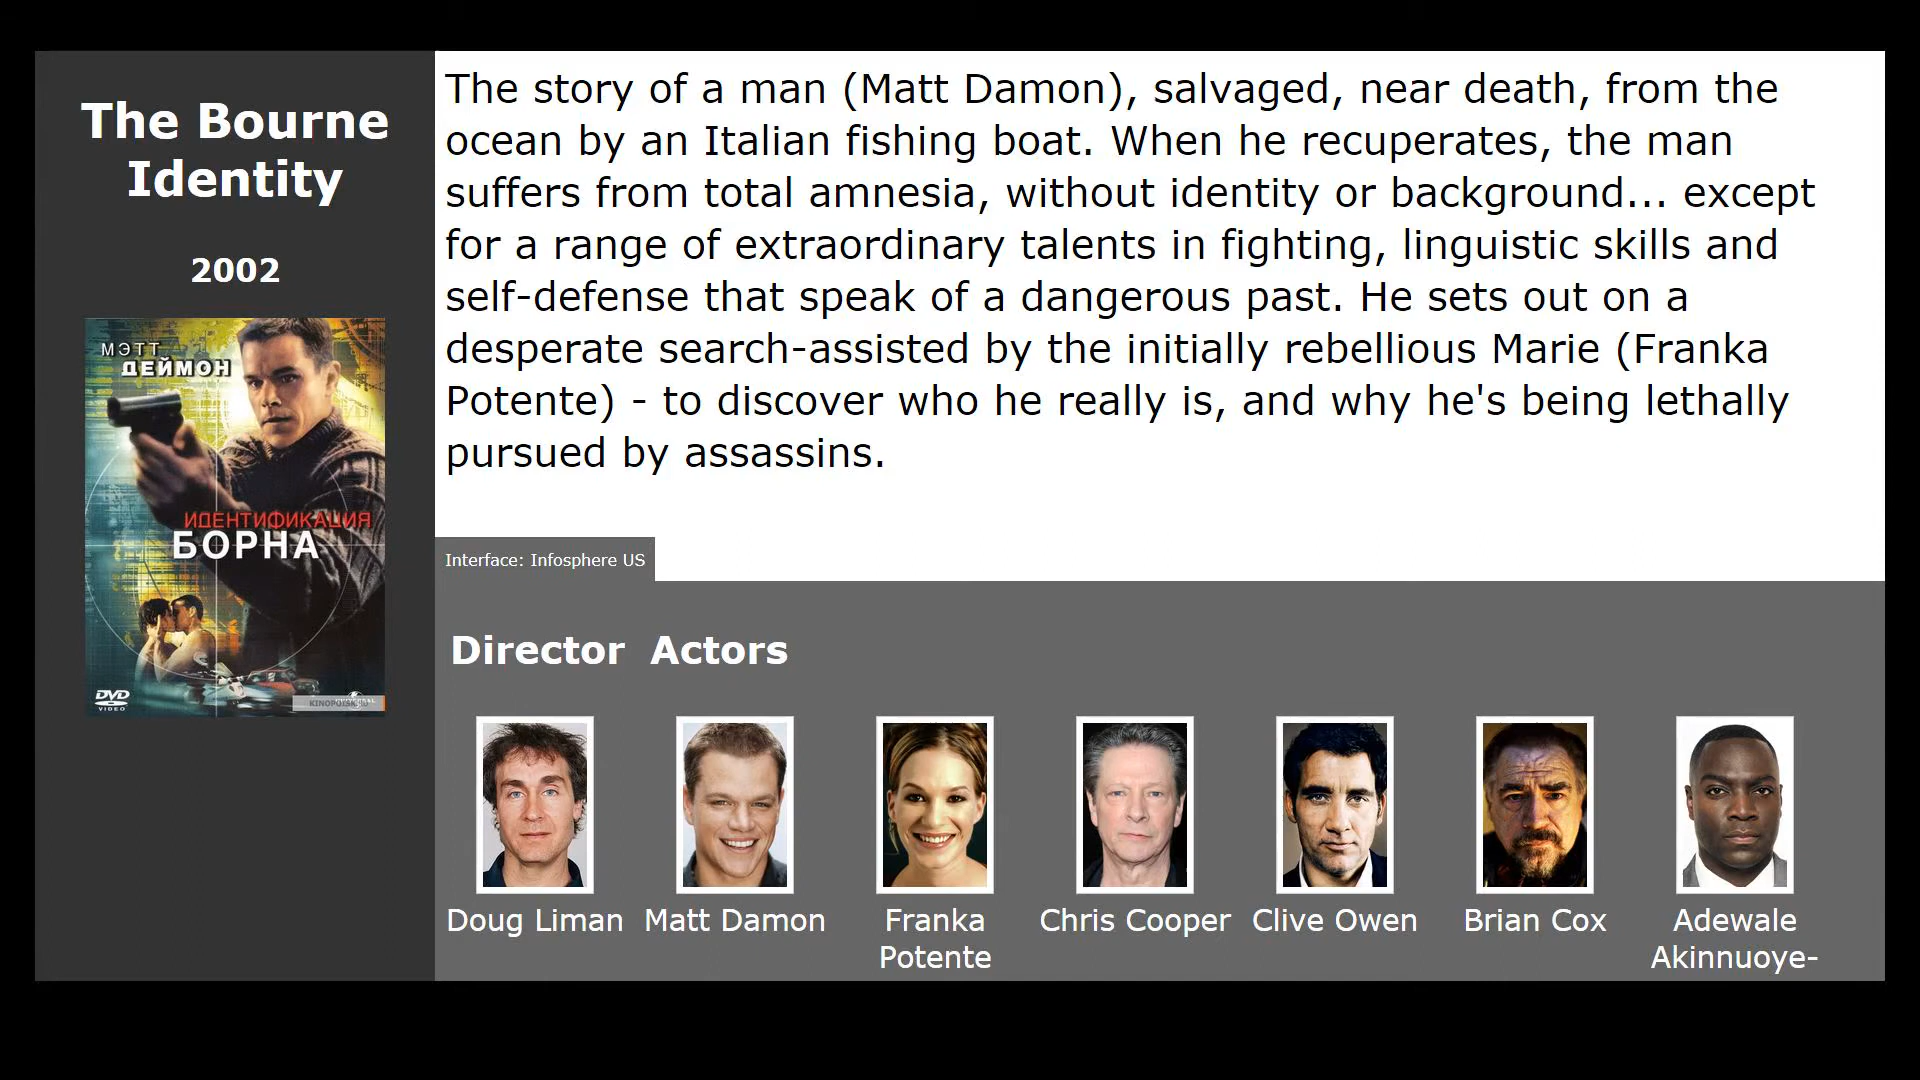 The Bourne
Identity
2002
МЭТТ
ДЕЙМОН
ИДЕНТИФИКАЦИЯ
БОРНА
DVD
VIDEO
KINOPOISK.RU
The story of a man (Matt Damon), salvaged, near death, from the
ocean by an Italian fishing boat. When he recuperates, the man
suffers from total amnesia, without identity or background... except
for a range of extraordinary talents in fighting, linguistic skills and
self-defense that speak of a dangerous past. He sets out on a
desperate search-assisted by the initially rebellious Marie (Franka
Potente) - to discover who he really is, and why he's being lethally
pursued by assassins.
Interface: Infosphere US
Director Actors
Doug Liman
Matt Damon
Franka
Potente
Chris Cooper
Clive Owen
Brian Cox
Adewale
Akinnuoye-